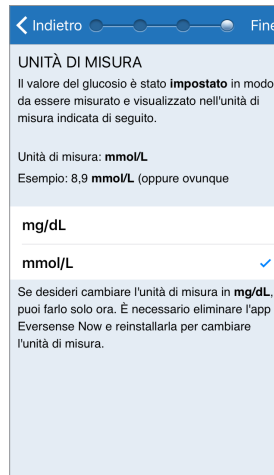 Indietro Fine
UNITÀ DI MISURA
Il valore del glucosio è stato impostato in modo
da essere misurato e visualizzato nell'unità di
misura indicata di seguito.
Unità di misura: mmol/L
Esempio: 8,9 mmol/L (oppure ovunque
mg/dL
mmol/L
Se desideri cambiare l'unità di misura in mg/dL,
puoi farlo solo ora. È necessario eliminare l'app
Eversense Now e reinstallarla per cambiare
l'unità di misura.